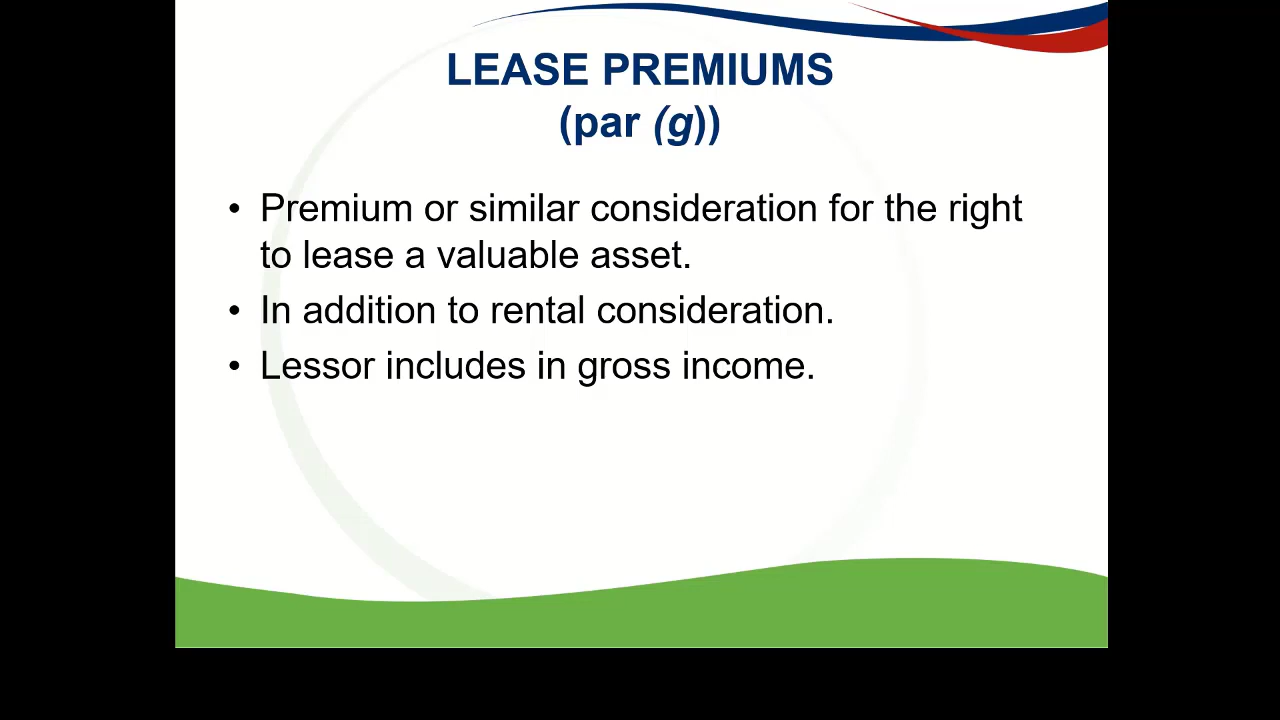 LEASE PREMIUMS
(par (g))
• Premium or similar consideration for the right
to lease a valuable asset.
• In addition to rental consideration.
• Lessor includes in gross income.